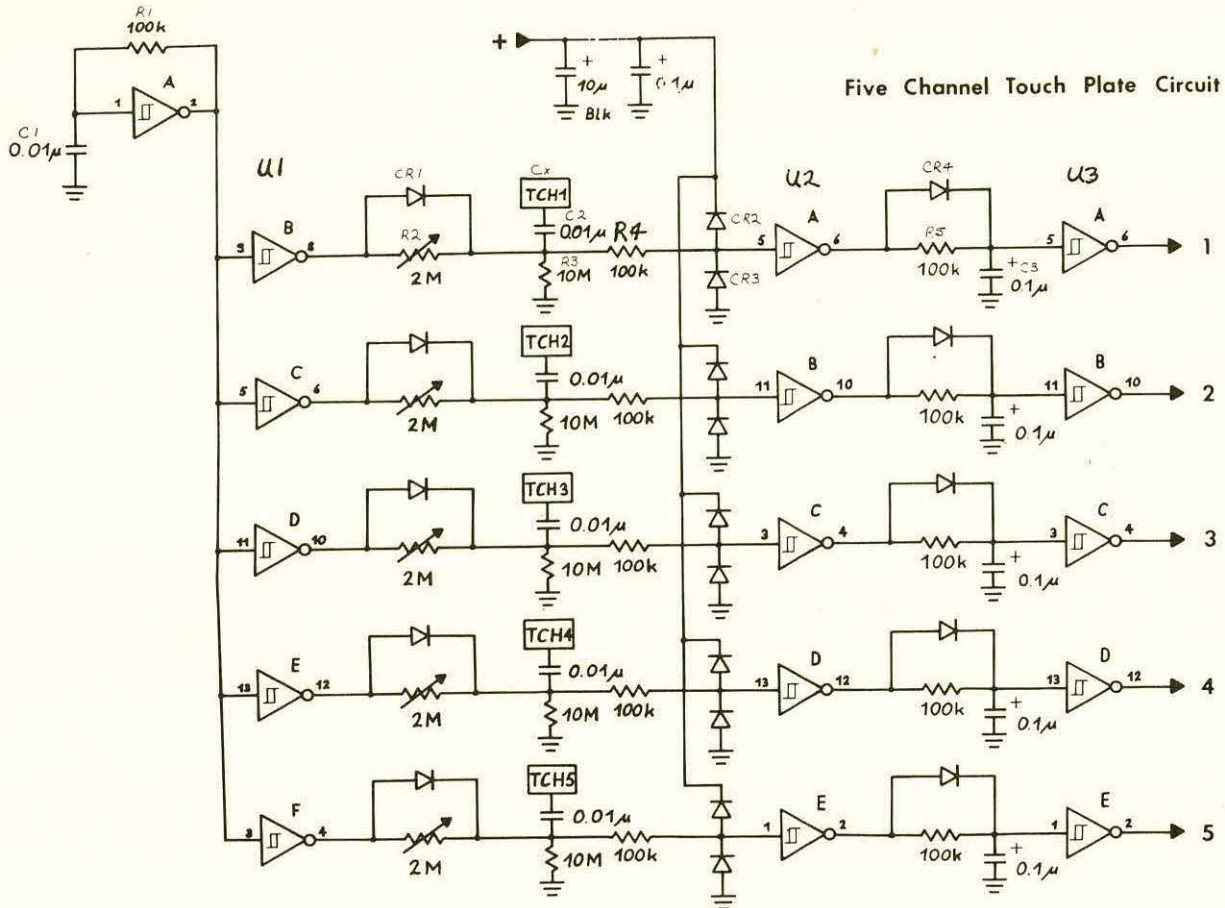 R1
100k
A
1
2
C1
0.01μ
+
+
10μ
Blk
+
0.1μ
Five Channel Touch Plate Circuit
U1
B
9
8
CR1
R2
2M
Cx
TCH1
C2
0.01μ
R3
10M
R4
100k
CR2
CR3
U2
A
5
6
CR4
R5
100k
+
C3
0.1μ
U3
A
5
6
1
C
5
6
2M
TCH2
0.01μ
10M
100k
B
11
10
100k
+
0.1μ
B
11
10
2
D
11
10
2M
TCH3
0.01μ
10M
100k
C
3
4
100k
+
0.1μ
C
3
4
3
E
13
12
2M
TCH4
0.01μ
10M
100k
D
13
12
100k
+
0.1μ
D
13
12
4
F
3
4
2M
TCH5
0.01μ
10M
100k
E
1
2
100k
+
0.1μ
E
1
2
5